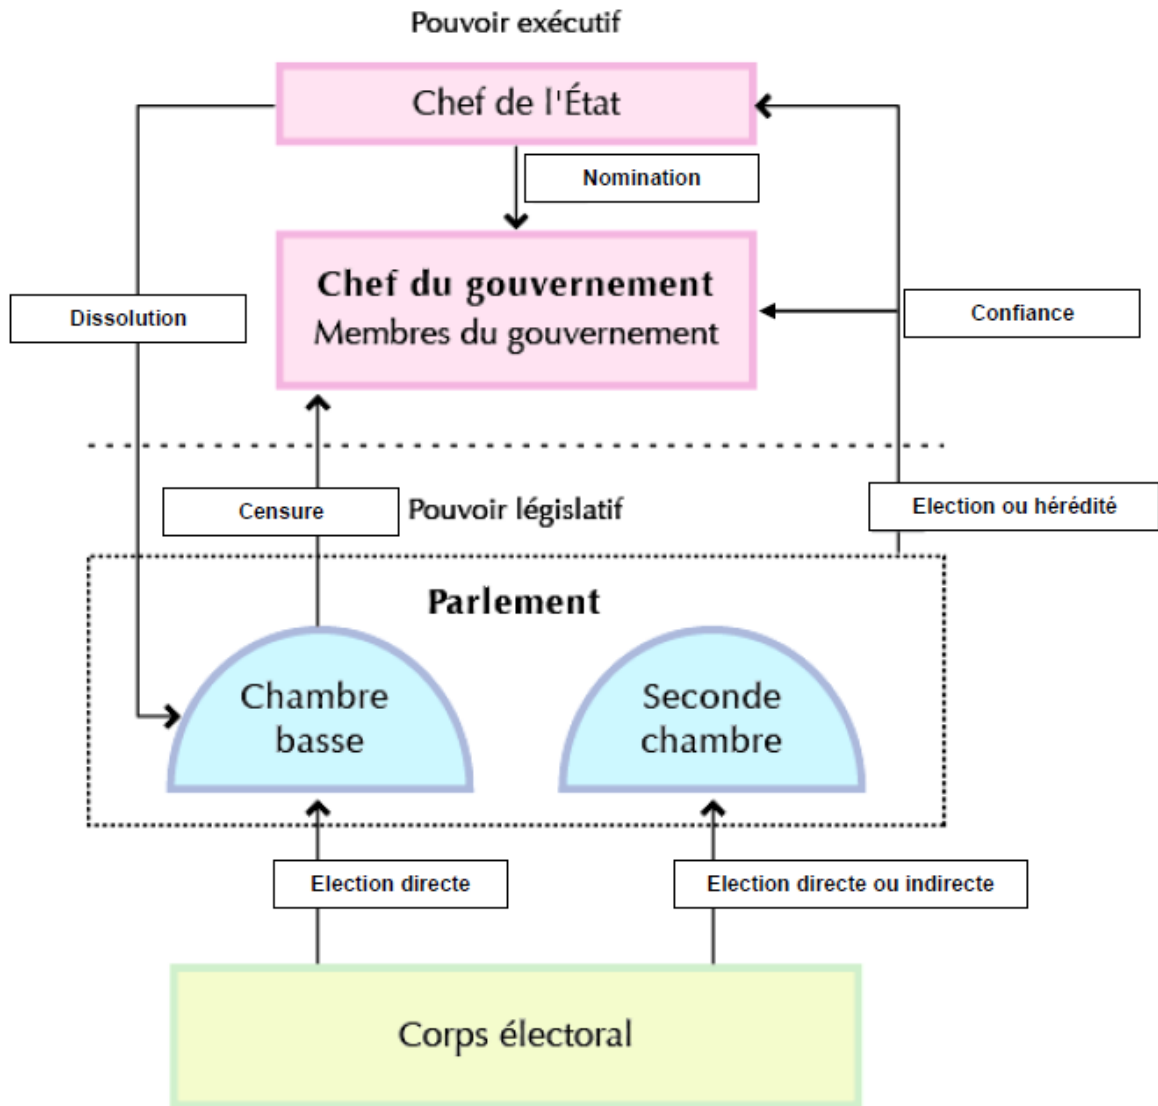 Pouvoir exécutif
Chef de l'État
Nomination
Chef du gouvernement
Membres du gouvernement
Dissolution
Confiance
Censure
Pouvoir législatif
Election ou hérédité
Parlement
Chambre
basse
Seconde
chambre
Election directe
Election directe ou indirecte
Corps électoral